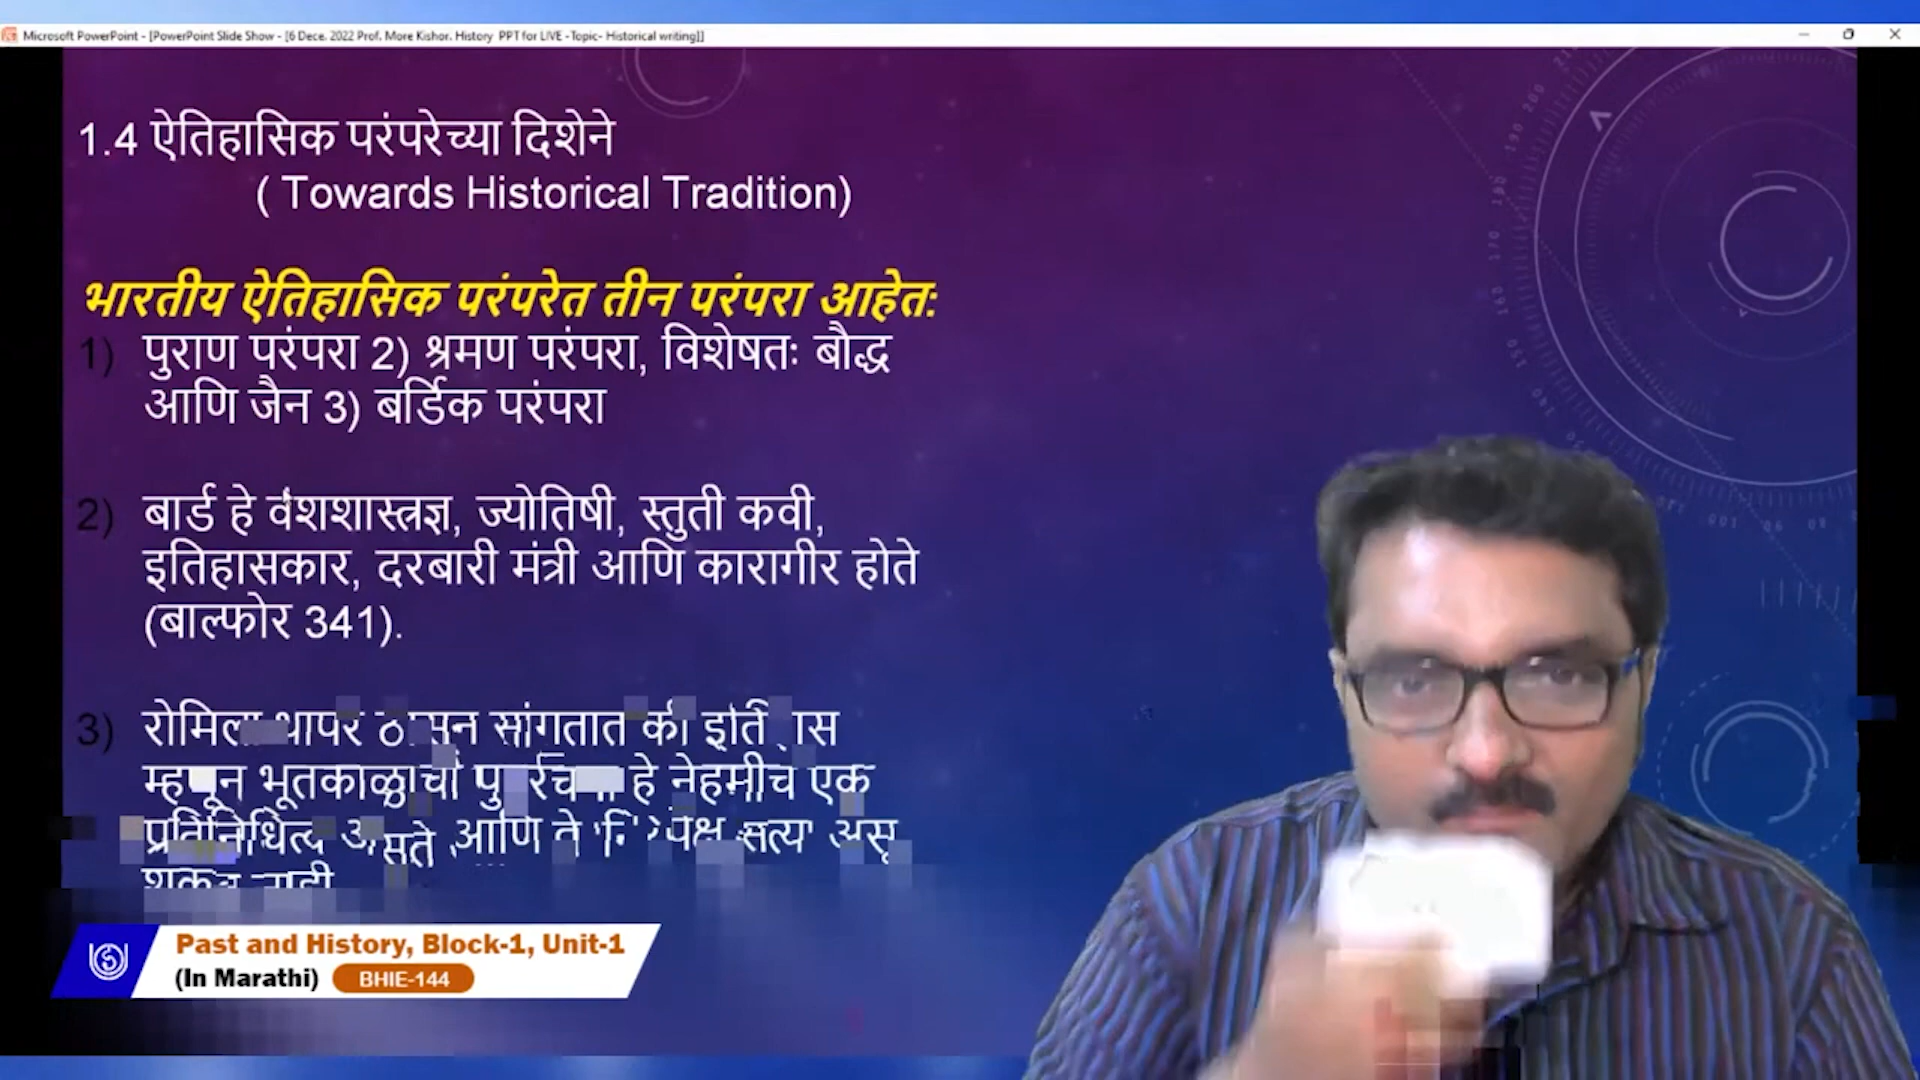 Microsoft PowerPoint - [PowerPoint Slide Show - [6 Dece. 2022 Prof. More Kishor. History PPT for LIVE -Topic- Historical writing]]
1.4 ऐतिहासिक परंपरेच्या दिशेने
( Towards Historical Tradition)
भारतीय ऐतिहासिक परंपरेत तीन परंपरा आहेत:
1) पुराण परंपरा 2) श्रमण परंपरा, विशेषतः बौद्ध
आणि जैन 3) बर्डिक परंपरा
2) बार्ड हे वंशशास्त्रज्ञ, ज्योतिषी, स्तुती कवी,
इतिहासकार, दरबारी मंत्री आणि कारागीर होते
(बाल्फोर 341).
3) सांगतात की
भूतकाळाची हे नेहमीच एक
आणि
Past and History, Block-1, Unit-1
(In Marathi) BHIE-144